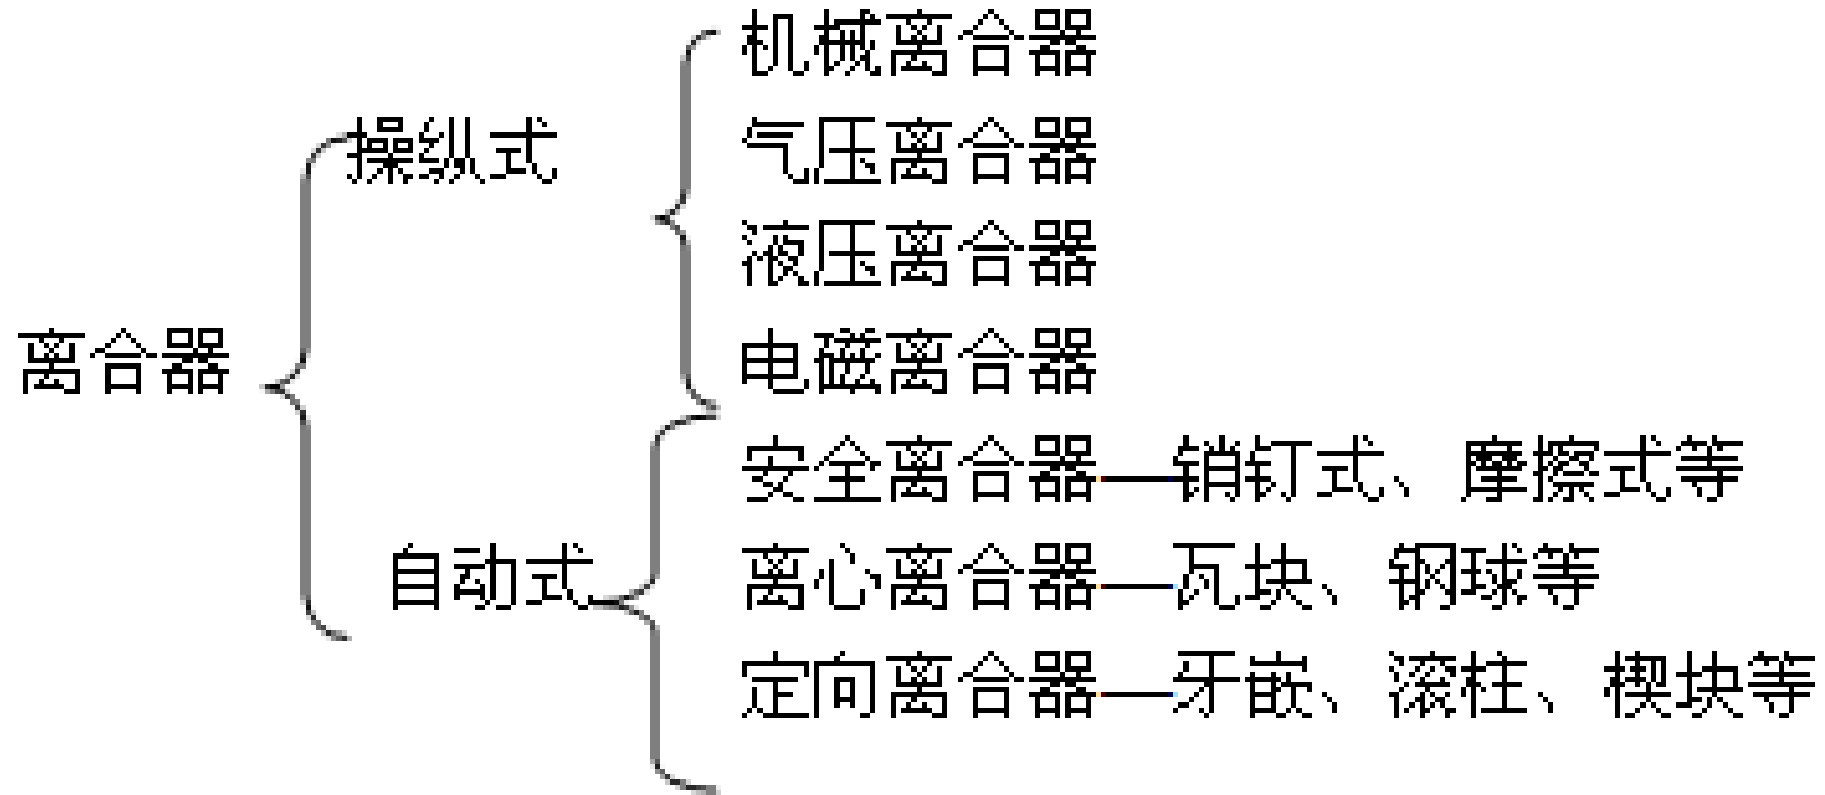 机械离合器
操纵式
气压离合器
液压离合器
离合器
电磁离合器
安全离合器—销钉式、摩擦式等
自动式
离心离合器—瓦块、钢球等
定向离合器—牙嵌、滚柱、楔块等